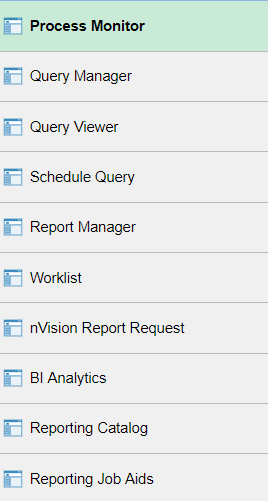 Process Monitor
Query Manager
Query Viewer
Schedule Query
Report Manager
Worklist
nVision Report Request
BI Analytics
Reporting Catalog
Reporting Job Aids